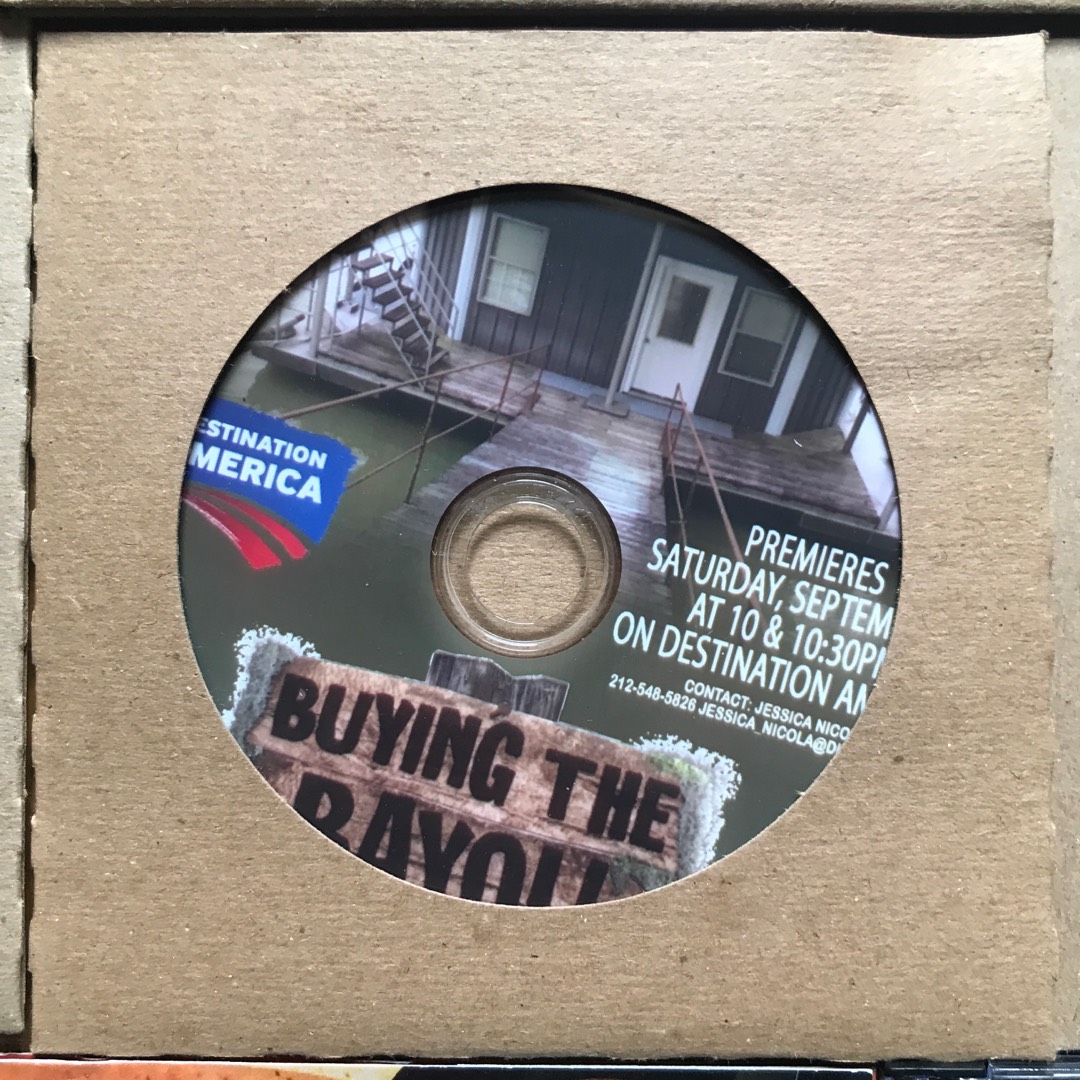 ESTINATION
MERICA
PREMIERES
SATURDAY, SEPTEM
AT 10 & 10:30P
ON DESTINATION AM
CONTACT: JESSICA NICO
212-548-5826 JESSICA_NICOLA@D
BUYING THE
BAYOU